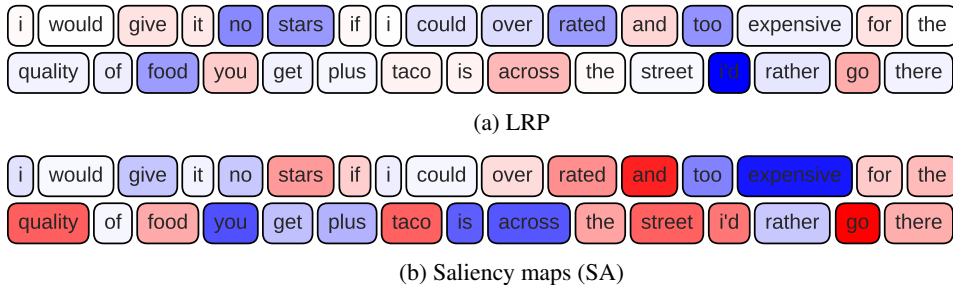 i would give it no stars if i could over rated and too expensive for the
quality of food you get plus taco is across the street i'd rather go there
(a) LRP
i would give it no stars if i could over rated and too expensive for the
quality of food you get plus taco is across the street i'd rather go there
(b) Saliency maps (SA)